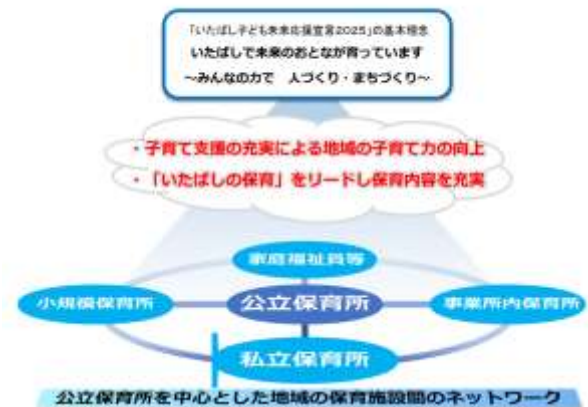 「いたばし子ども未来応援宣言2025」の基本理念
いたばしで未来のおとなが育っています
～みんなの力で　人づくり・まちづくり～
・子育て支援の充実による地域の子育て力の向上
・「いたばしの保育」をリードし保育内容を充実
家庭福祉員等
小規模保育所
公立保育所
事業所内保育所
私立保育所
公立保育所を中心とした地域の保育施設間のネットワーク